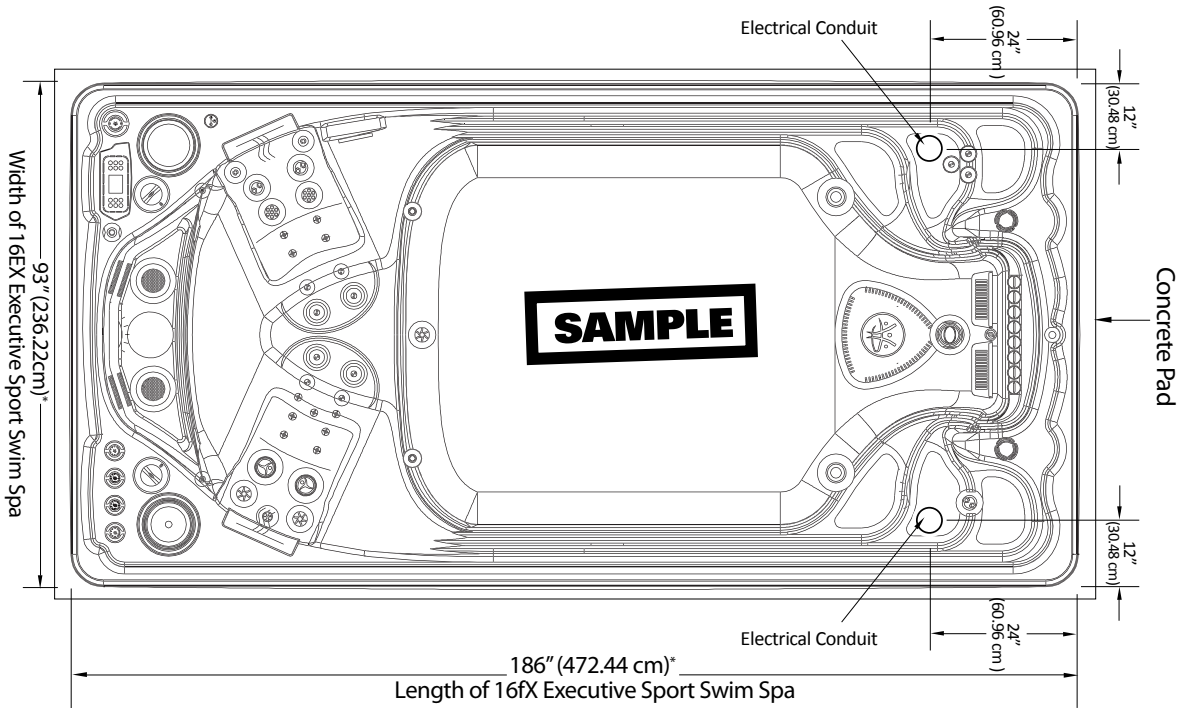 Electrical Conduit
24”
(60.96 cm )
12”
(30.48 cm)
Concrete Pad
SAMPLE
93” (236.22cm)*
Width of 16EX Executive Sport Swim Spa
12”
(30.48 cm)
24”
(60.96 cm )
Electrical Conduit
186” (472.44 cm)*
Length of 16fX Executive Sport Swim Spa